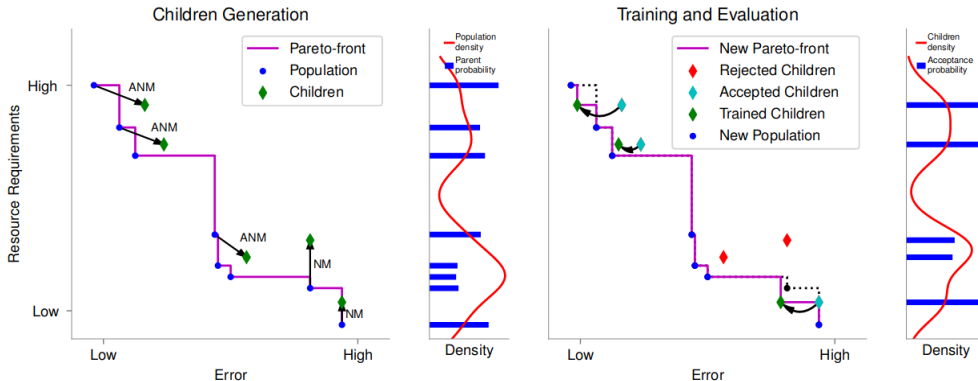 Children Generation
Training and Evaluation
Resource Requirements
High
Low
Pareto-front
Population
Children
ANM
ANM
ANM
NM
NM
Low
High
Error
Population
density
Parent
probability
Density
New Pareto-front
Rejected Children
Accepted Children
Trained Children
New Population
Low
High
Error
Children
density
Acceptance
probability
Density